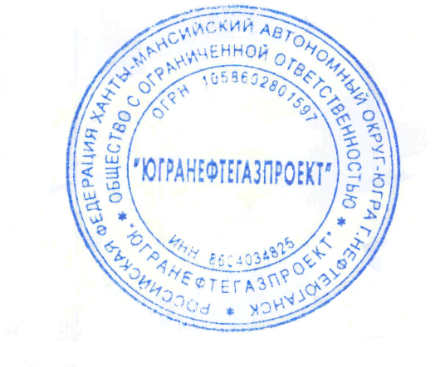 РОССИЙСКАЯ ФЕДЕРАЦИЯ ХАНТЫ-МАНСИЙСКИЙ АВТОНОМНЫЙ ОКРУГ-ЮГРА Г.НЕФТЕЮГАНСК *
ОБЩЕСТВО С ОГРАНИЧЕННОЙ ОТВЕТСТВЕННОСТЬЮ *
"ЮГРАНЕФТЕГАЗПРОЕКТ" *
ОГРН 1058602801597
"ЮГРАНЕФТЕГАЗПРОЕКТ"
ИНН 8604034825